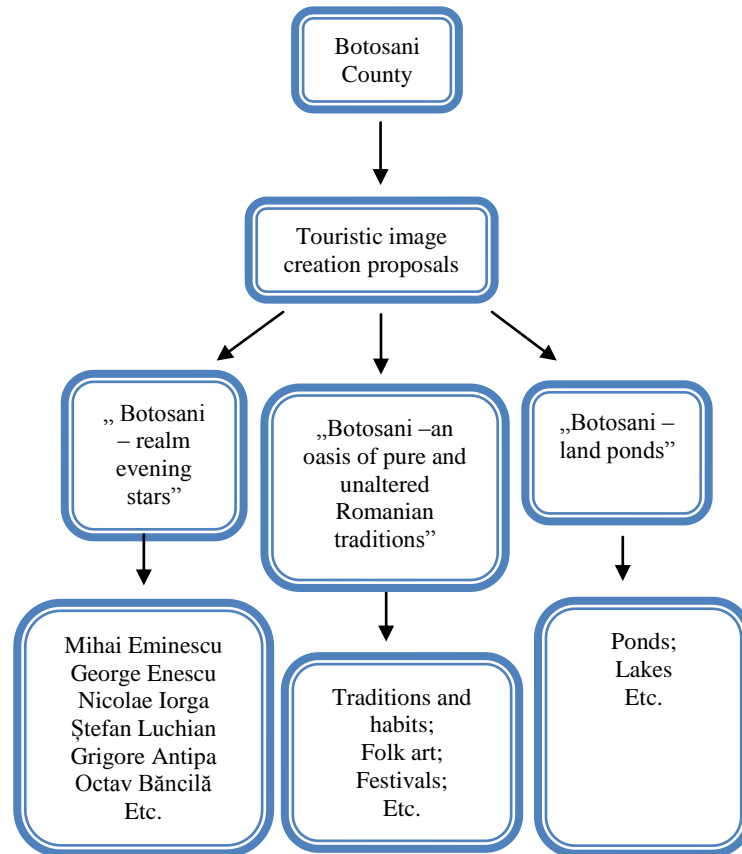 Botosani
County
Touristic image
creation proposals
„ Botosani
– realm
evening
stars”
„Botosani –an
oasis of pure and
unaltered
Romanian
traditions”
„Botosani –
land ponds”
Mihai Eminescu
George Enescu
Nicolae Iorga
Ștefan Luchian
Grigore Antipa
Octav Băncilă
Etc.
Traditions and
habits;
Folk art;
Festivals;
Etc.
Ponds;
Lakes
Etc.